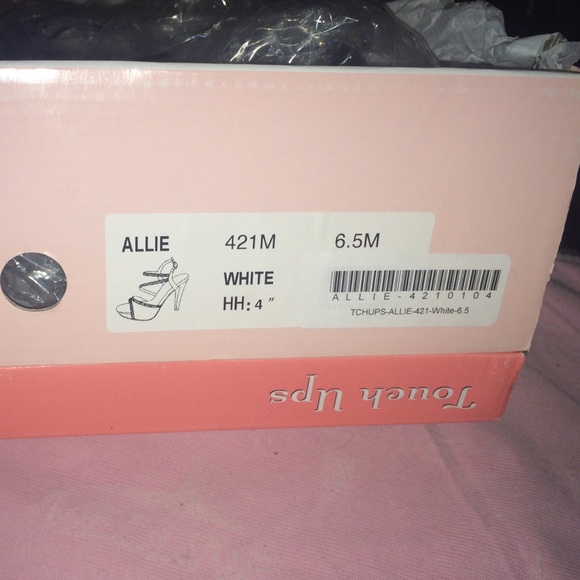 ALLIE 421M 6.5M
WHITE
HH: 4"
ALLIE-4210104
TCHUPS-ALLIE-421-White-6.5
Touch Ups